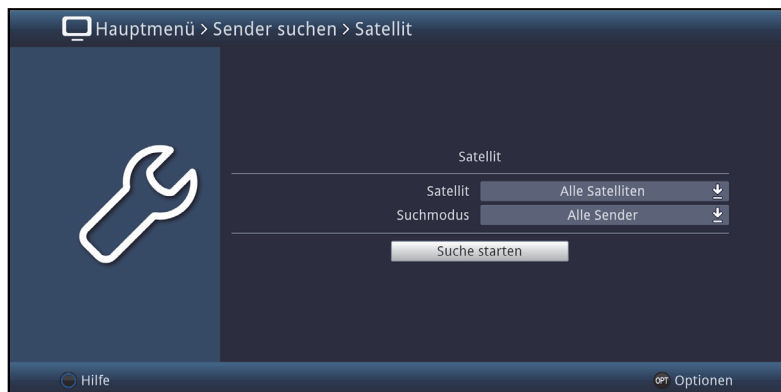 Hauptmenü > Sender suchen > Satellit
Satellit
Satellit Alle Satelliten
Suchmodus Alle Sender
Suche starten
Hilfe OPT Optionen